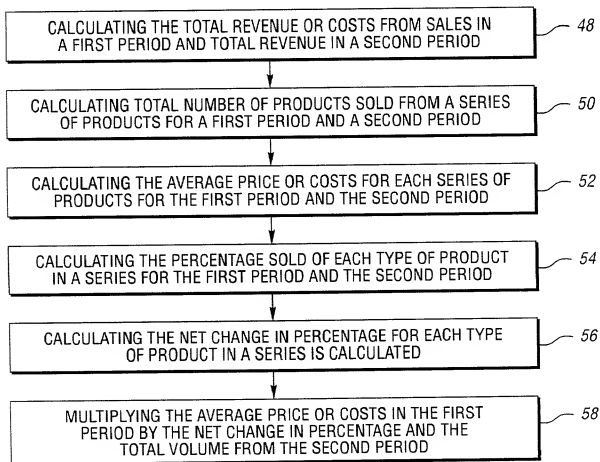 CALCULATING THE TOTAL REVENUE OR COSTS FROM SALES IN
A FIRST PERIOD AND TOTAL REVENUE IN A SECOND PERIOD
48
CALCULATING TOTAL NUMBER OF PRODUCTS SOLD FROM A SERIES
OF PRODUCTS FOR A FIRST PERIOD AND A SECOND PERIOD
50
CALCULATING THE AVERAGE PRICE OR COSTS FOR EACH SERIES OF
PRODUCTS FOR THE FIRST PERIOD AND THE SECOND PERIOD
52
CALCULATING THE PERCENTAGE SOLD OF EACH TYPE OF PRODUCT
IN A SERIES FOR THE FIRST PERIOD AND THE SECOND PERIOD
54
CALCULATING THE NET CHANGE IN PERCENTAGE FOR EACH TYPE
OF PRODUCT IN A SERIES IS CALCULATED
56
MULTIPLYING THE AVERAGE PRICE OR COSTS IN THE FIRST
PERIOD BY THE NET CHANGE IN PERCENTAGE AND THE
TOTAL VOLUME FROM THE SECOND PERIOD
58